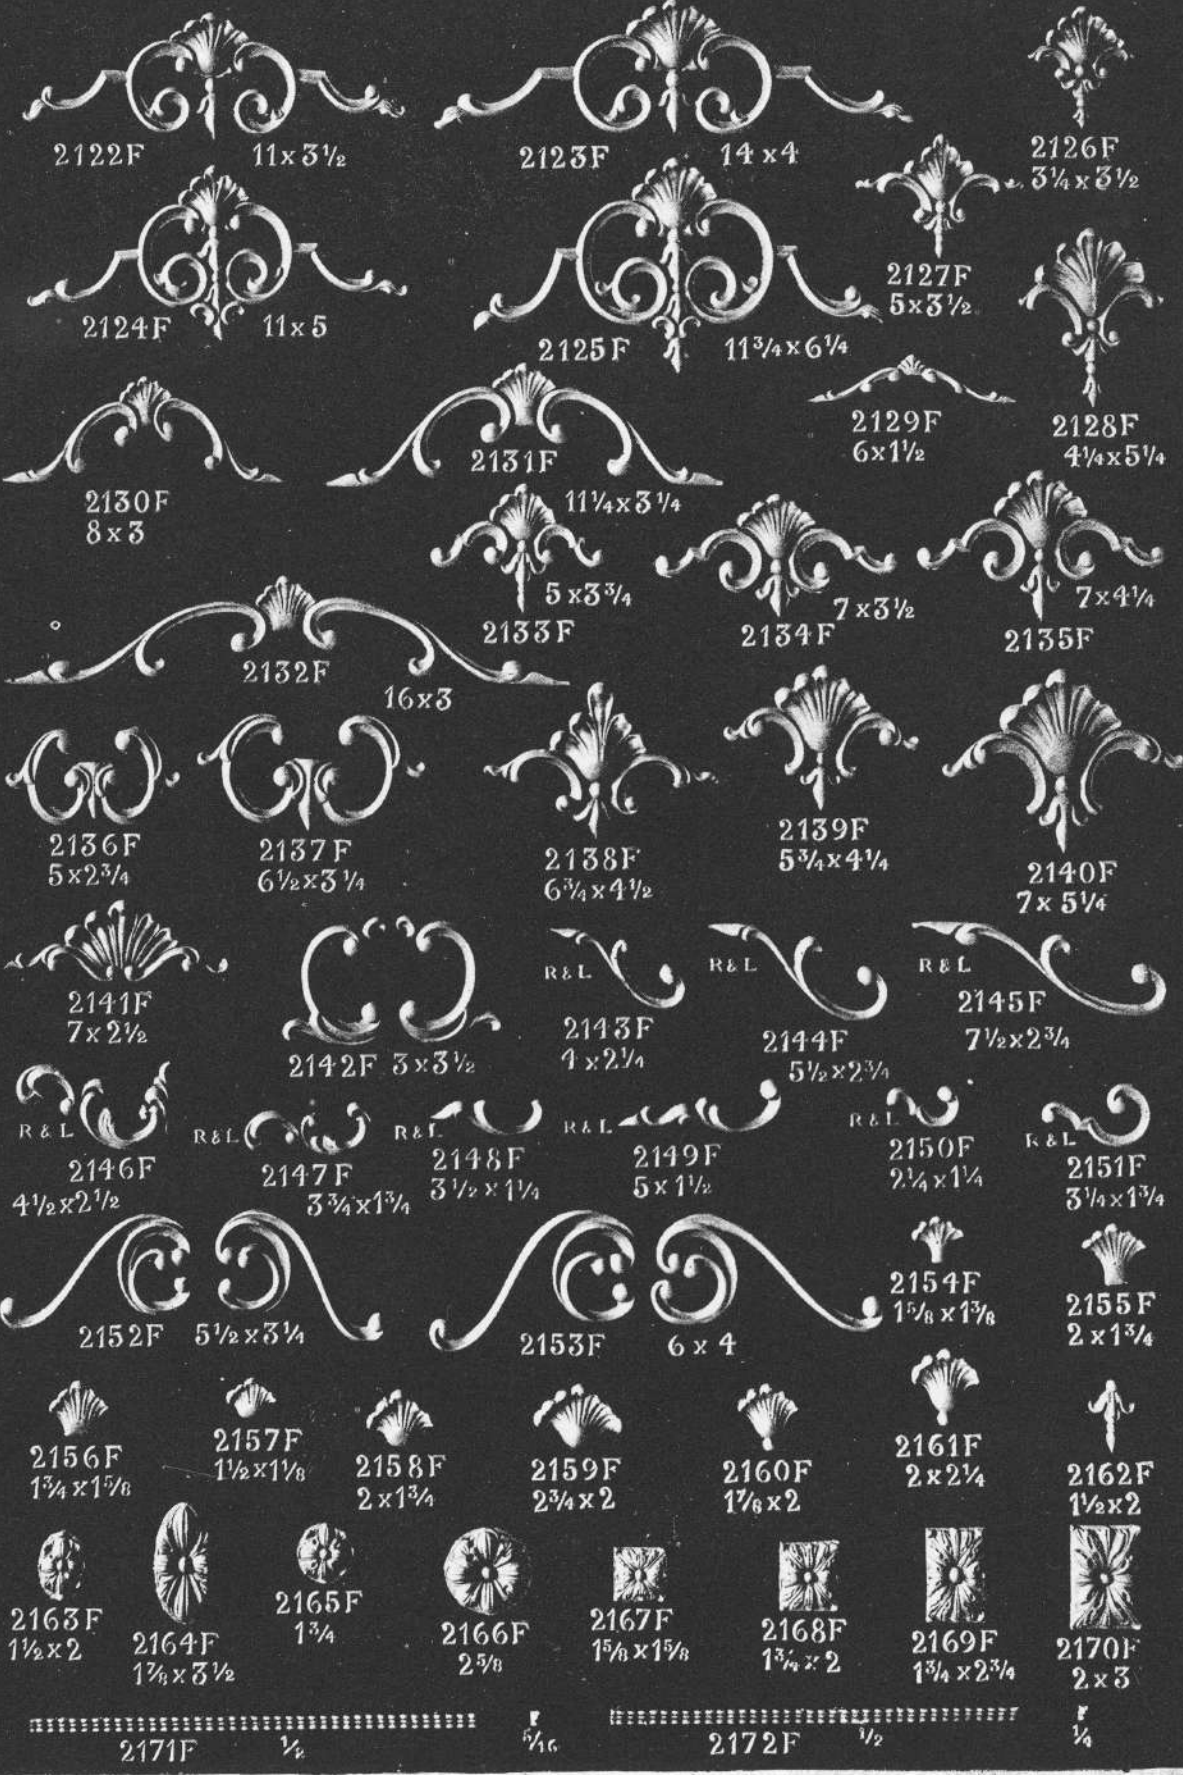 2122F 11x3½
2123F 14x4
2126F
3¼x3½
2127F
5x3½
2124F 11x5
2125F 11¾x6¼
2128F
4¼x5¼
2129F
6x1½
2130F
8x3
2131F
11¼x3¼
5x3¾
2133F
7x3½
2134F
7x4¼
2135F
2132F
16x3
2136F
5x2¾
2137F
6½x3¼
2138F
6¾x4½
2139F
5¾x4¼
2140F
7x5¼
2141F
7x2½
2142F 3x3½
R&L
2143F
4x2¼
R&L
2144F
5½x2¾
R&L
2145F
7½x2¾
R&L
2146F
4½x2½
R&L
2147F
3¾x1¾
R&L
2148F
3½x1¼
R&L
2149F
5x1½
R&L
2150F
2¼x1¼
R&L
2151F
3¼x1¾
2152F 5½x3¼
2153F 6x4
2154F
1⅝x1⅜
2155F
2x1¾
2156F
1¾x1⅝
2157F
1½x1⅛
2158F
2x1¾
2159F
2¾x2
2160F
1⅞x2
2161F
2x2¼
2162F
1½x2
2163F
1½x2
2164F
1⅞x3½
2165F
1¾
2166F
2⅝
2167F
1⅝x1⅝
2168F
1¾x2
2169F
1¾x2¾
2170F
2x3
2171F ½ 5/16
2172F ½ ¼